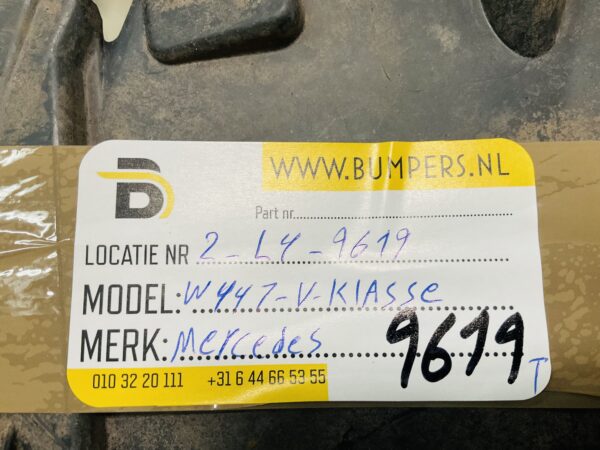 WWW.BUMPERS.NL
Part nr
LOCATIE NR 2-L4-9619
MODEL: W447-V-KlAsse
MERK: Mercedes
9619 T
010 32 20 111 +31 6 44 66 53 55